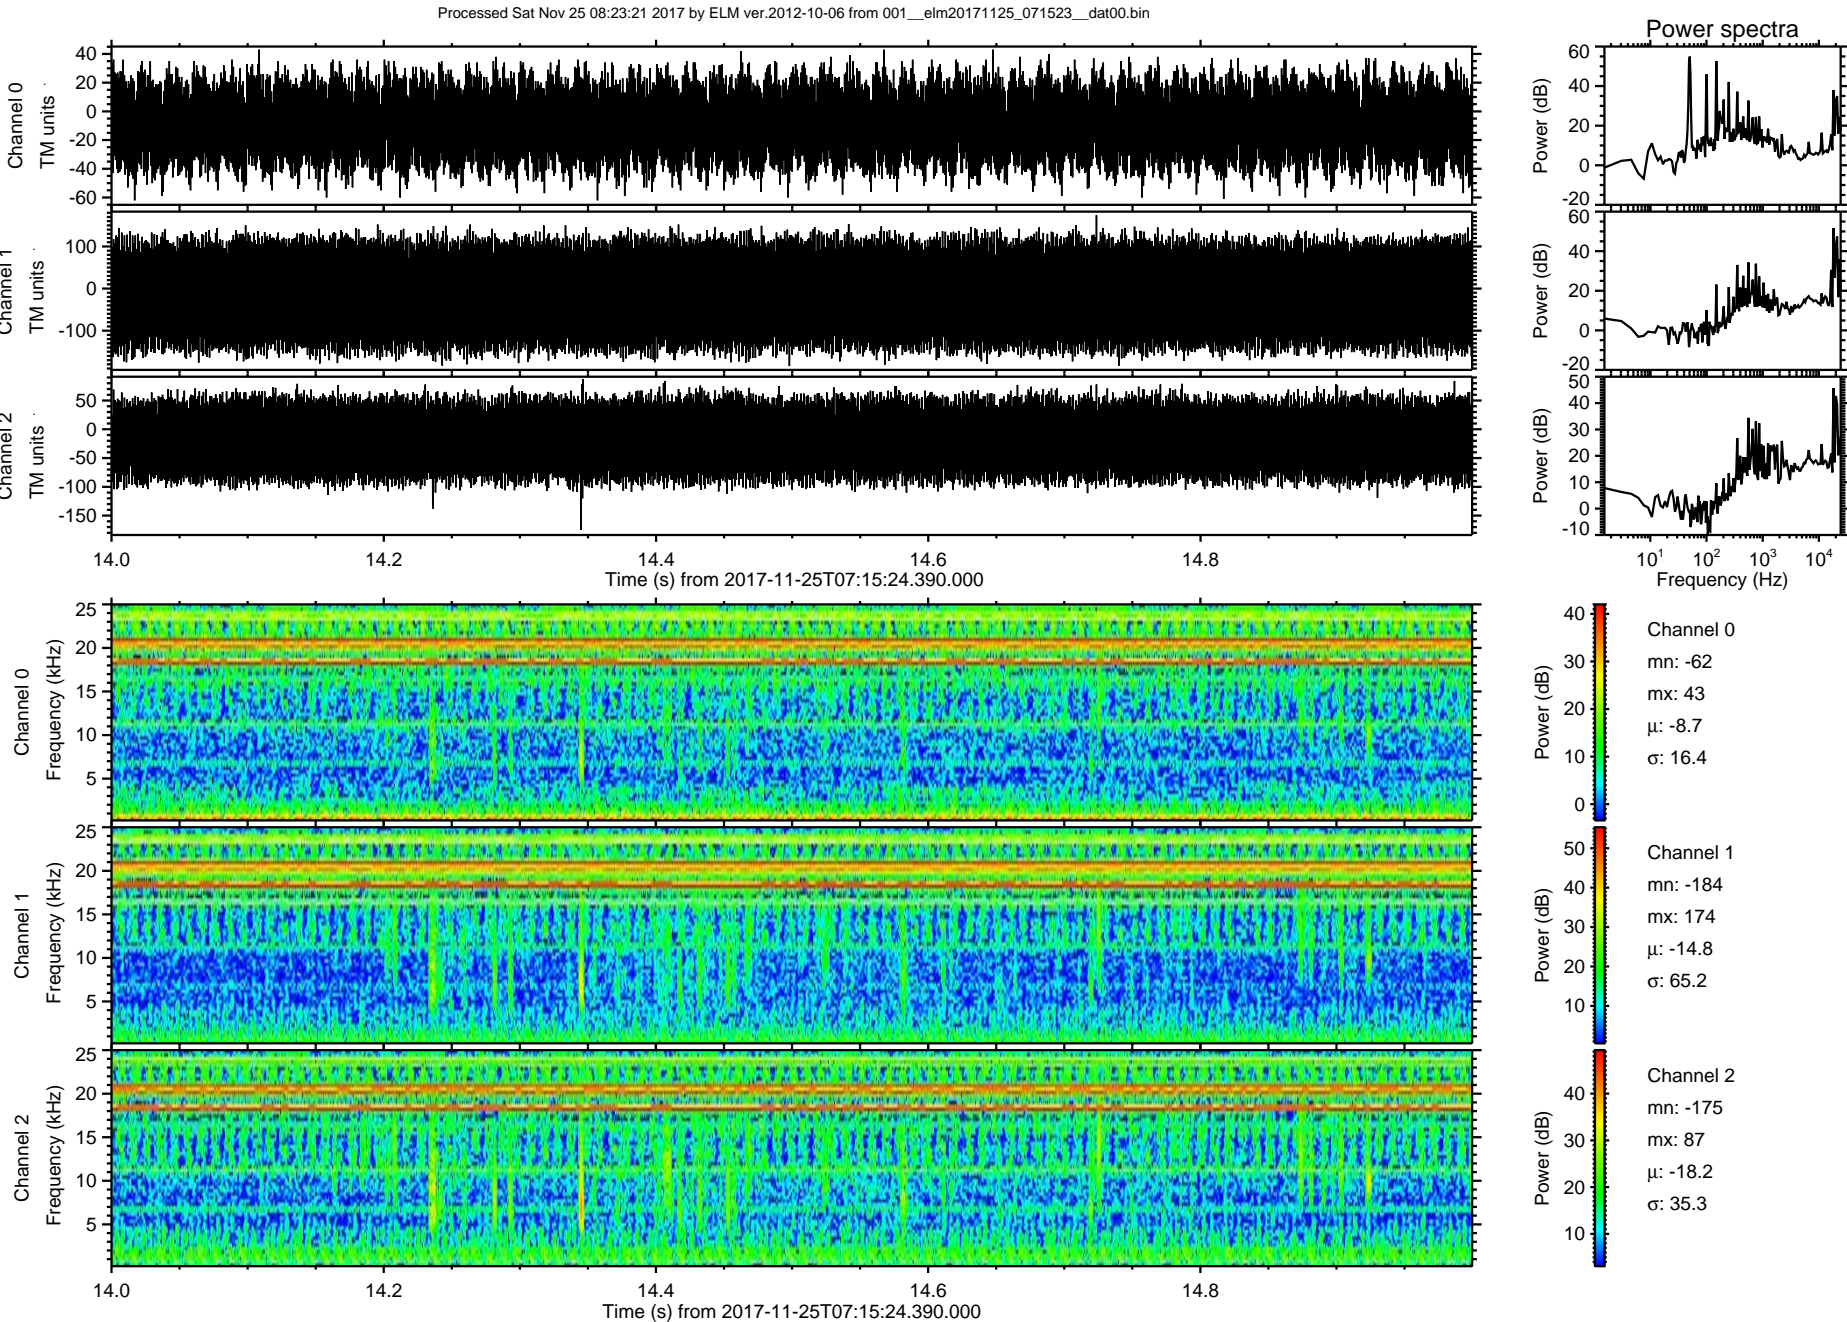 Processed Sat Nov 25 08:23:21 2017 by ELM ver.2012-10-06 from 001__elm20171125_071523__dat00.bin
Power spectra
Channel 0
TM units
40
20
0
-20
-40
-60
Power (dB)
60
40
20
0
-20
Channel 1
TM units
100
0
-100
Power (dB)
60
40
20
0
-20
Channel 2
TM units
50
0
-50
-100
-150
Power (dB)
50
40
30
20
10
0
-10
14.0 14.2 14.4 14.6 14.8
Time (s) from 2017-11-25T07:15:24.390.000
10¹ 10² 10³ 10⁴
Frequency (Hz)
Channel 0
Frequency (kHz)
25
20
15
10
5
Power (dB)
40
30
20
10
0
Channel 0
mn: -62
mx: 43
μ: -8.7
σ: 16.4
Channel 1
Frequency (kHz)
25
20
15
10
5
Power (dB)
50
40
30
20
10
Channel 1
mn: -184
mx: 174
μ: -14.8
σ: 65.2
Channel 2
Frequency (kHz)
25
20
15
10
5
Power (dB)
40
30
20
10
Channel 2
mn: -175
mx: 87
μ: -18.2
σ: 35.3
14.0 14.2 14.4 14.6 14.8
Time (s) from 2017-11-25T07:15:24.390.000